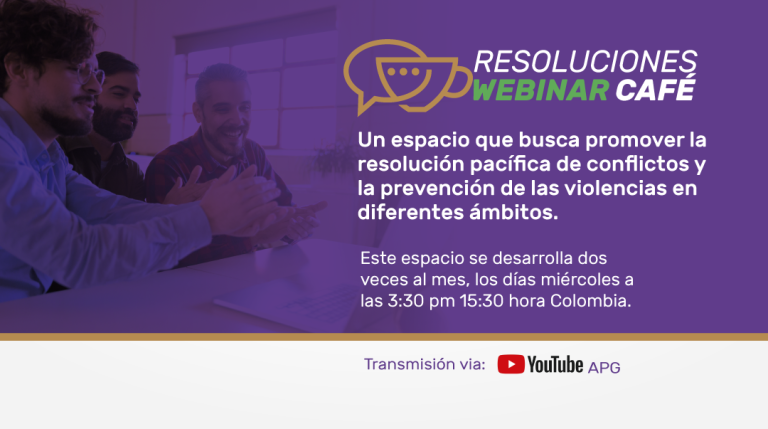 RESOLUCIONES
WEBINAR CAFÉ
Un espacio que busca promover la
resolución pacífica de conflictos y
la prevención de las violencias en
diferentes ámbitos.
Este espacio se desarrolla dos
veces al mes, los días miércoles a
las 3:30 pm 15:30 hora Colombia.
Transmisión via: YouTube APG